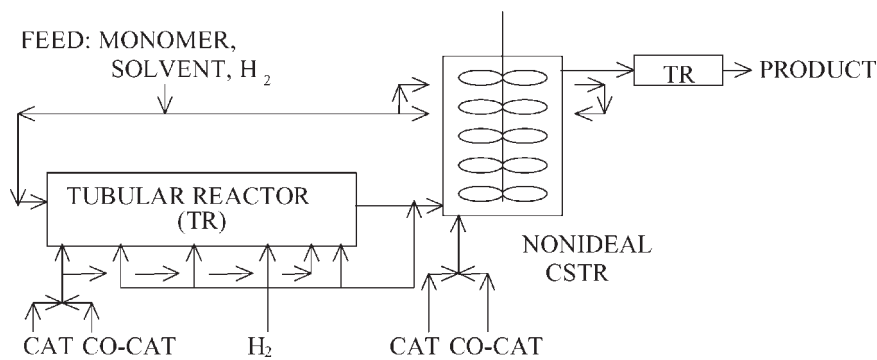 FEED: MONOMER,
SOLVENT, H₂
TR
PRODUCT
TUBULAR REACTOR
(TR)
NONIDEAL
CSTR
CAT CO-CAT
H₂
CAT CO-CAT